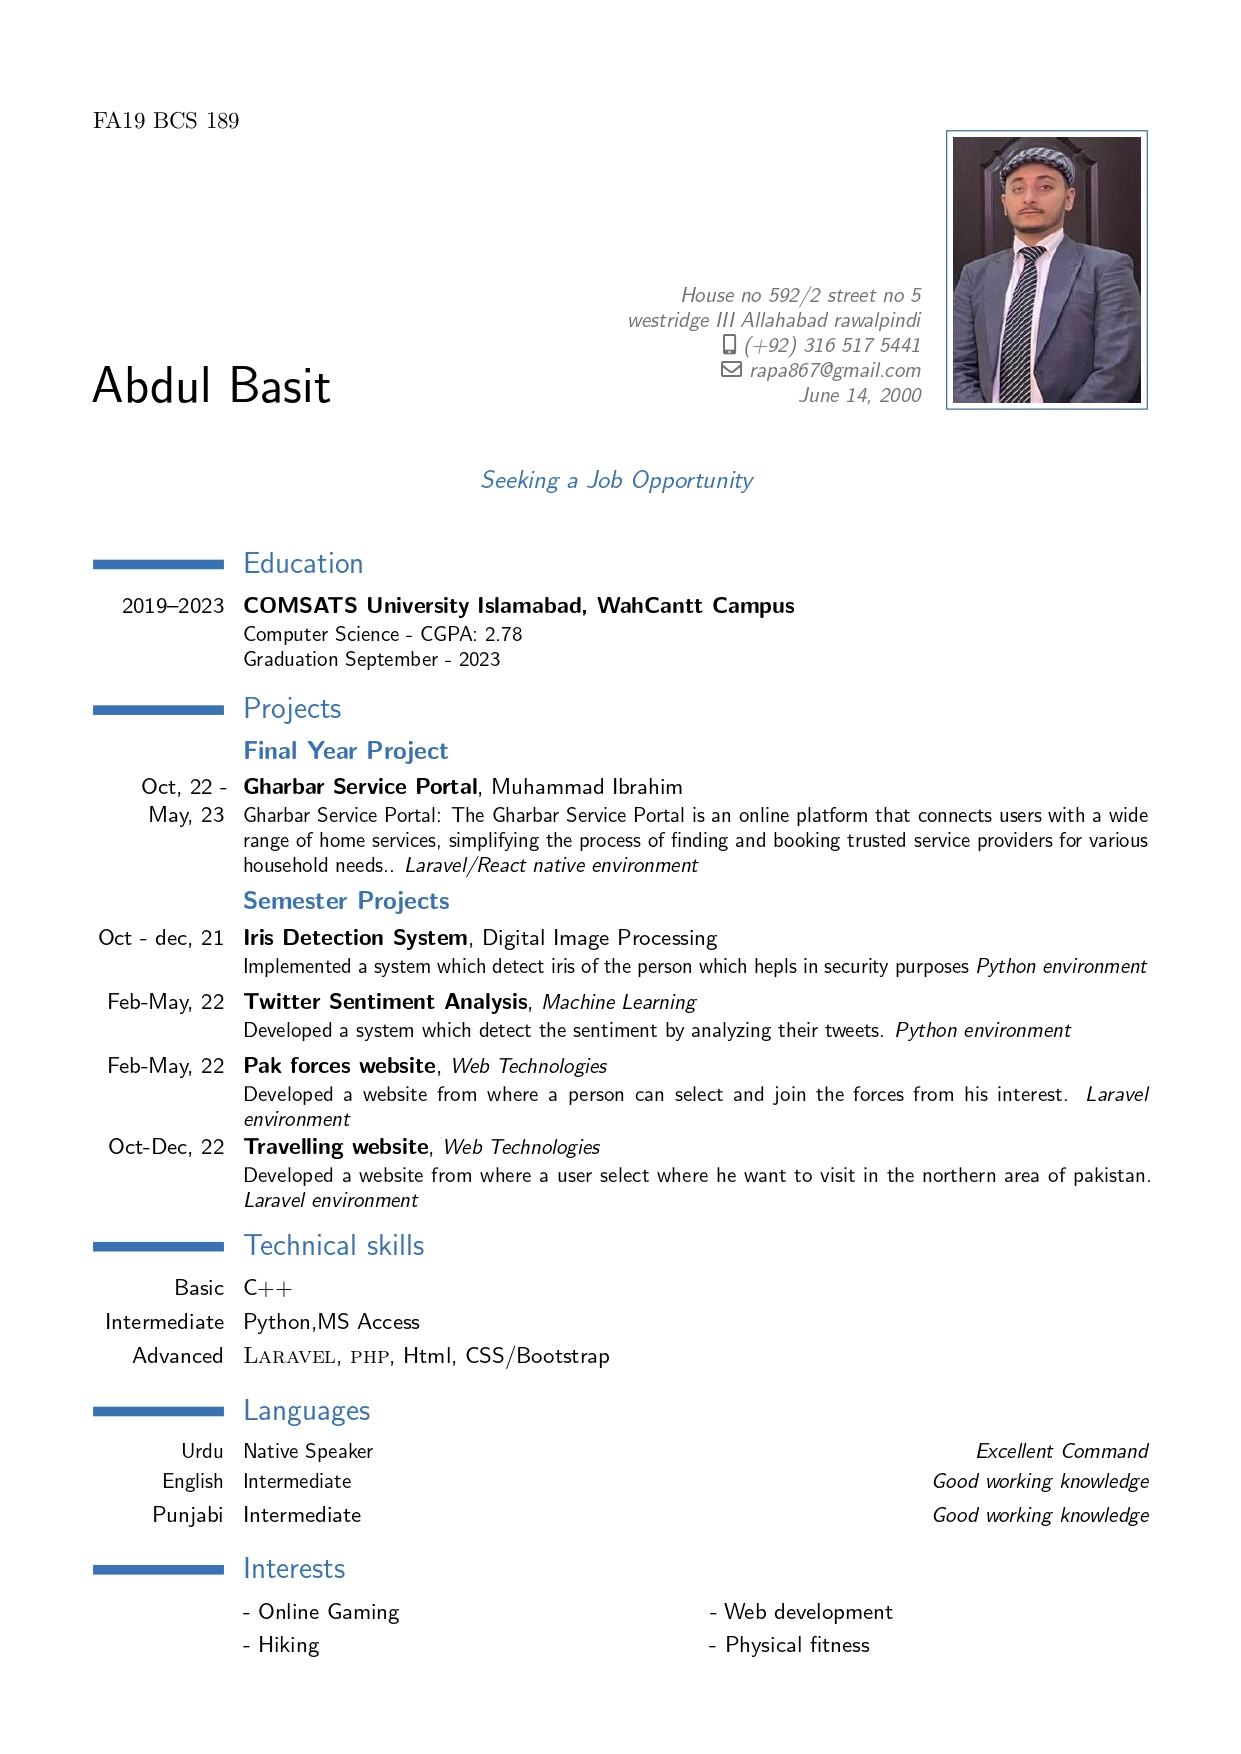 FA19 BCS 189
House no 592/2 street no 5
westridge III Allahabad rawalpindi
(+92) 316 517 5441
rapa867@gmail.com
June 14, 2000
Abdul Basit
Seeking a Job Opportunity
Education
2019–2023 COMSATS University Islamabad, WahCantt Campus
Computer Science - CGPA: 2.78
Graduation September - 2023
Projects
Final Year Project
Oct, 22 - Gharbar Service Portal, Muhammad Ibrahim
May, 23 Gharbar Service Portal: The Gharbar Service Portal is an online platform that connects users with a wide
range of home services, simplifying the process of finding and booking trusted service providers for various
household needs.. Laravel/React native environment
Semester Projects
Oct - dec, 21 Iris Detection System, Digital Image Processing
Implemented a system which detect iris of the person which hepls in security purposes Python environment
Feb-May, 22 Twitter Sentiment Analysis, Machine Learning
Developed a system which detect the sentiment by analyzing their tweets. Python environment
Feb-May, 22 Pak forces website, Web Technologies
Developed a website from where a person can select and join the forces from his interest. Laravel
environment
Oct-Dec, 22 Travelling website, Web Technologies
Developed a website from where a user select where he want to visit in the northern area of pakistan.
Laravel environment
Technical skills
Basic C++
Intermediate Python,MS Access
Advanced LARAVEL, PHP, Html, CSS/Bootstrap
Languages
Urdu Native Speaker Excellent Command
English Intermediate Good working knowledge
Punjabi Intermediate Good working knowledge
Interests
- Online Gaming - Web development
- Hiking - Physical fitness